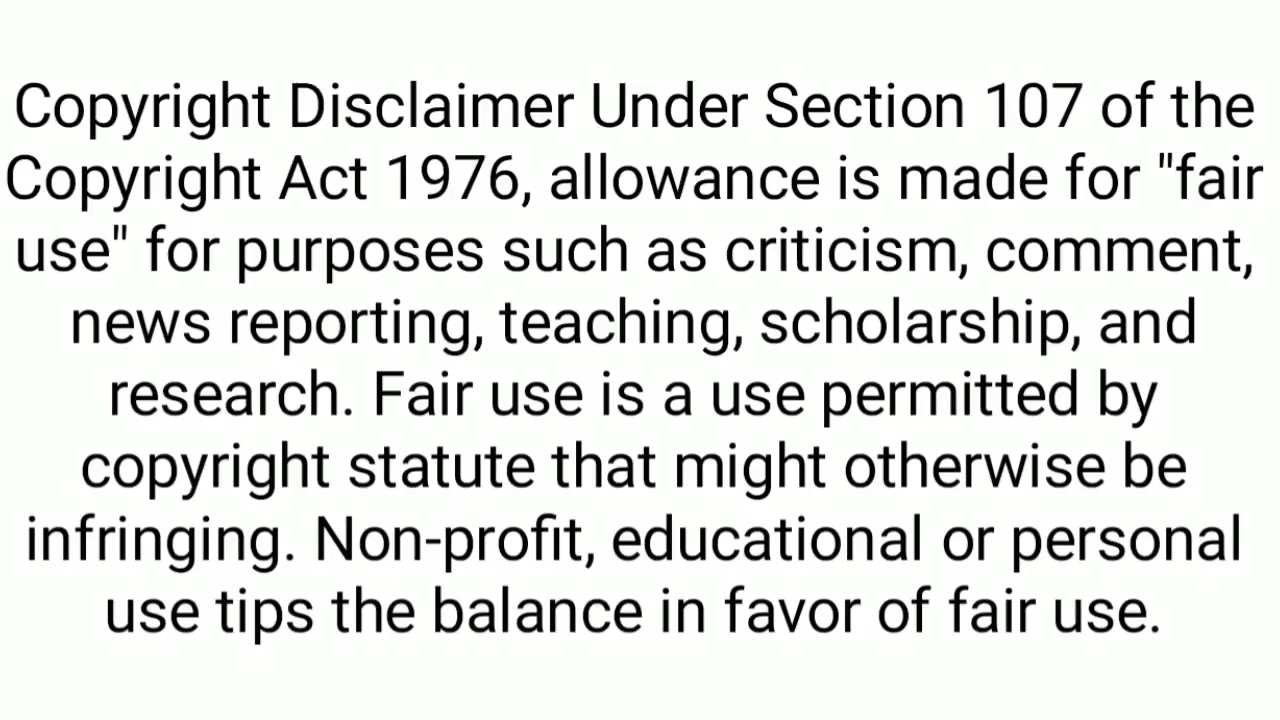 Copyright Disclaimer Under Section 107 of the
Copyright Act 1976, allowance is made for "fair
use" for purposes such as criticism, comment,
news reporting, teaching, scholarship, and
research. Fair use is a use permitted by
copyright statute that might otherwise be
infringing. Non-profit, educational or personal
use tips the balance in favor of fair use.